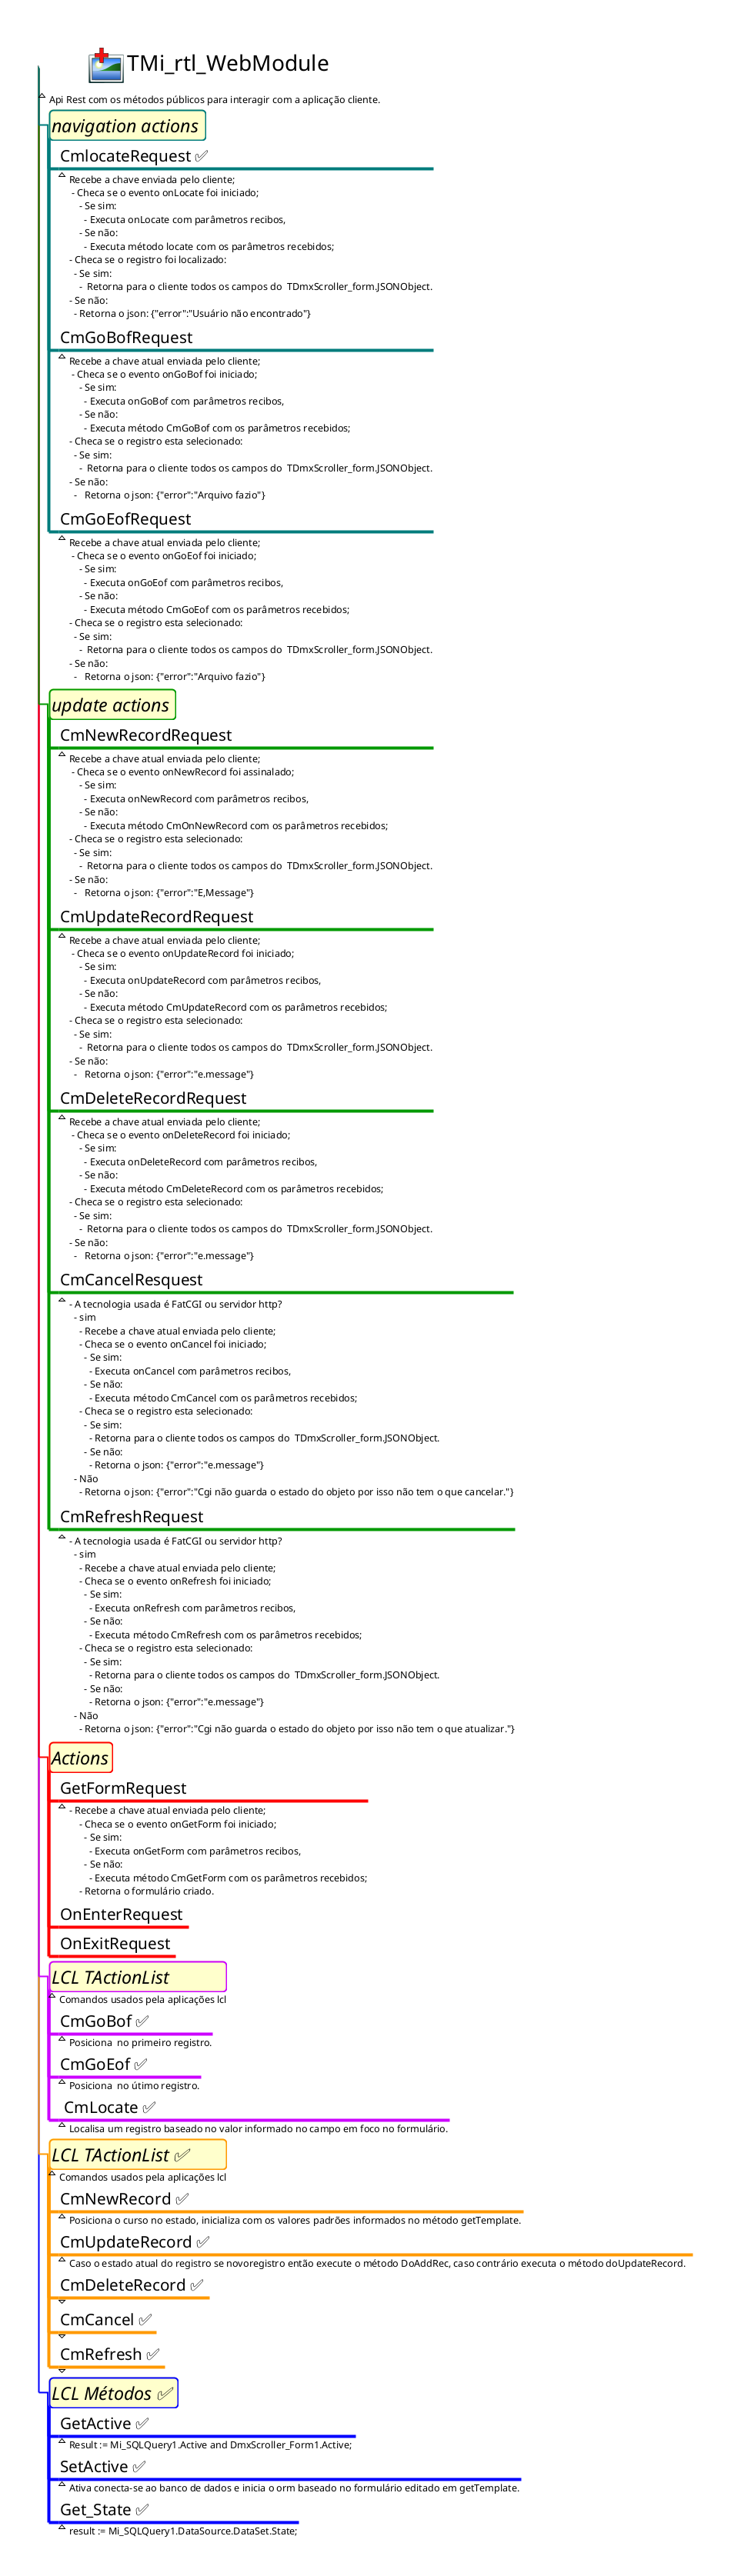 TMi_rtl_WebModule
Api Rest com os métodos públicos para interagir com a aplicação cliente.
navigation actions
CmlocateRequest ✅
Recebe a chave enviada pelo cliente;
- Checa se o evento onLocate foi iniciado;
- Se sim:
- Executa onLocate com parâmetros recibos,
- Se não:
- Executa método locate com os parâmetros recebidos;
- Checa se o registro foi localizado:
- Se sim:
- Retorna para o cliente todos os campos do TDmxScroller_form.JSONObject.
- Se não:
- Retorna o json: {"error":"Usuário não encontrado"}
CmGoBofRequest
Recebe a chave atual enviada pelo cliente;
- Checa se o evento onGoBof foi iniciado;
- Se sim:
- Executa onGoBof com parâmetros recibos,
- Se não:
- Executa método CmGoBof com os parâmetros recebidos;
- Checa se o registro esta selecionado:
- Se sim:
- Retorna para o cliente todos os campos do TDmxScroller_form.JSONObject.
- Se não:
- Retorna o json: {"error":"Arquivo fazio"}
CmGoEofRequest
Recebe a chave atual enviada pelo cliente;
- Checa se o evento onGoEof foi iniciado;
- Se sim:
- Executa onGoEof com parâmetros recibos,
- Se não:
- Executa método CmGoEof com os parâmetros recebidos;
- Checa se o registro esta selecionado:
- Se sim:
- Retorna para o cliente todos os campos do TDmxScroller_form.JSONObject.
- Se não:
- Retorna o json: {"error":"Arquivo fazio"}
update actions
CmNewRecordRequest
Recebe a chave atual enviada pelo cliente;
- Checa se o evento onNewRecord foi assinalado;
- Se sim:
- Executa onNewRecord com parâmetros recibos,
- Se não:
- Executa método CmOnNewRecord com os parâmetros recebidos;
- Checa se o registro esta selecionado:
- Se sim:
- Retorna para o cliente todos os campos do TDmxScroller_form.JSONObject.
- Se não:
- Retorna o json: {"error":"E,Message"}
CmUpdateRecordRequest
Recebe a chave atual enviada pelo cliente;
- Checa se o evento onUpdateRecord foi iniciado;
- Se sim:
- Executa onUpdateRecord com parâmetros recibos,
- Se não:
- Executa método CmUpdateRecord com os parâmetros recebidos;
- Checa se o registro esta selecionado:
- Se sim:
- Retorna para o cliente todos os campos do TDmxScroller_form.JSONObject.
- Se não:
- Retorna o json: {"error":"e.message"}
CmDeleteRecordRequest
Recebe a chave atual enviada pelo cliente;
- Checa se o evento onDeleteRecord foi iniciado;
- Se sim:
- Executa onDeleteRecord com parâmetros recibos,
- Se não:
- Executa método CmDeleteRecord com os parâmetros recebidos;
- Checa se o registro esta selecionado:
- Se sim:
- Retorna para o cliente todos os campos do TDmxScroller_form.JSONObject.
- Se não:
- Retorna o json: {"error":"e.message"}
CmCancelResquest
- A tecnologia usada é FatCGI ou servidor http?
- sim
- Recebe a chave atual enviada pelo cliente;
- Checa se o evento onCancel foi iniciado;
- Se sim:
- Executa onCancel com parâmetros recibos,
- Se não:
- Executa método CmCancel com os parâmetros recebidos;
- Checa se o registro esta selecionado:
- Se sim:
- Retorna para o cliente todos os campos do TDmxScroller_form.JSONObject.
- Se não:
- Retorna o json: {"error":"e.message"}
- Não
- Retorna o json: {"error":"Cgi não guarda o estado do objeto por isso não tem o que cancelar."}
CmRefreshRequest
- A tecnologia usada é FatCGI ou servidor http?
- sim
- Recebe a chave atual enviada pelo cliente;
- Checa se o evento onRefresh foi iniciado;
- Se sim:
- Executa onRefresh com parâmetros recibos,
- Se não:
- Executa método CmRefresh com os parâmetros recebidos;
- Checa se o registro esta selecionado:
- Se sim:
- Retorna para o cliente todos os campos do TDmxScroller_form.JSONObject.
- Se não:
- Retorna o json: {"error":"e.message"}
- Não
- Retorna o json: {"error":"Cgi não guarda o estado do objeto por isso não tem o que atualizar."}
Actions
GetFormRequest
- Recebe a chave atual enviada pelo cliente;
- Checa se o evento onGetForm foi iniciado;
- Se sim:
- Executa onGetForm com parâmetros recibos,
- Se não:
- Executa método CmGetForm com os parâmetros recebidos;
- Retorna o formulário criado.
OnEnterRequest
OnExitRequest
LCL TActionList
Comandos usados pela aplicações lcl
CmGoBof ✅
Posiciona no primeiro registro.
CmGoEof ✅
Posiciona no útimo registro.
CmLocate ✅
Localisa um registro baseado no valor informado no campo em foco no formulário.
LCL TActionList ✅
Comandos usados pela aplicações lcl
CmNewRecord ✅
Posiciona o curso no estado, inicializa com os valores padrões informados no método getTemplate.
CmUpdateRecord ✅
Caso o estado atual do registro se novoregistro então execute o método DoAddRec, caso contrário executa o método doUpdateRecord.
CmDeleteRecord ✅
CmCancel ✅
CmRefresh ✅
LCL Métodos ✅
GetActive ✅
Result := Mi_SQLQuery1.Active and DmxScroller_Form1.Active;
SetActive ✅
Ativa conecta-se ao banco de dados e inicia o orm baseado no formulário editado em getTemplate.
Get_State ✅
result := Mi_SQLQuery1.DataSource.DataSet.State;